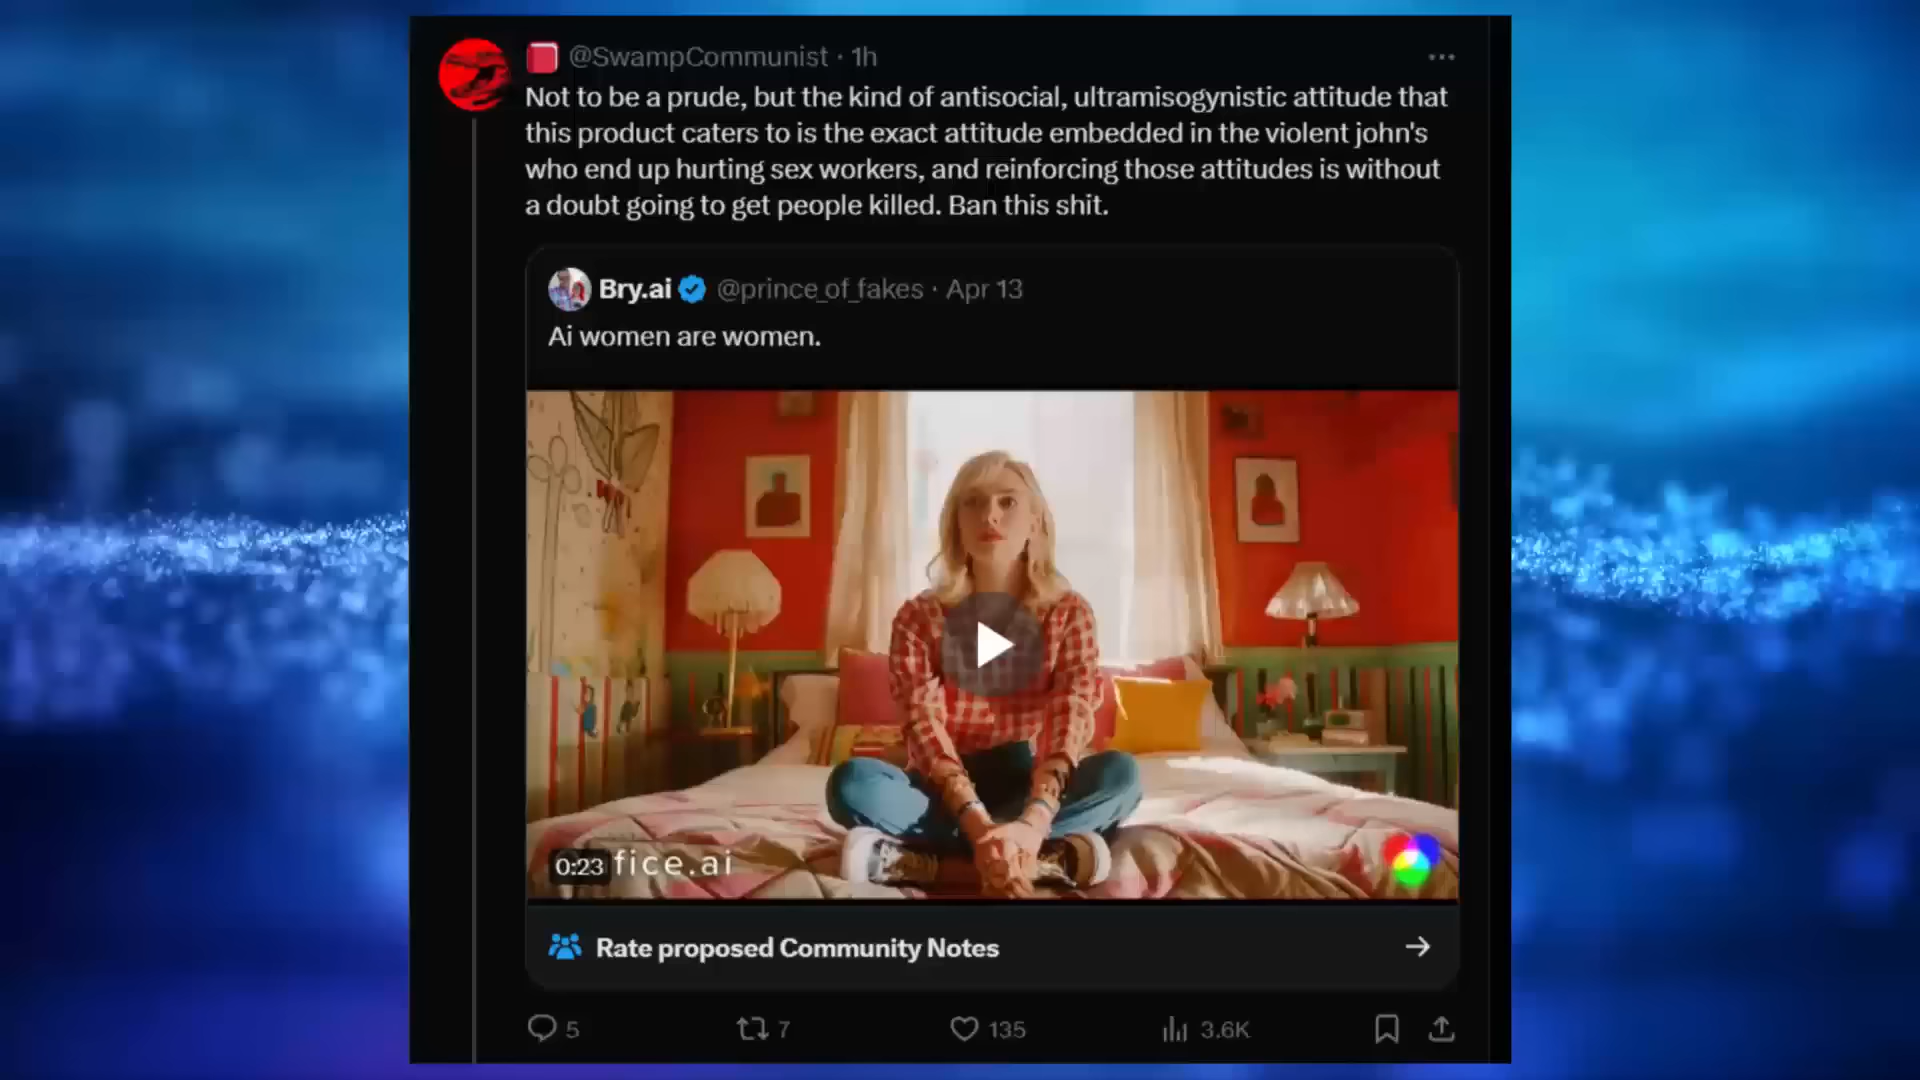 @SwampCommunist · 1h
Not to be a prude, but the kind of antisocial, ultramisogynistic attitude that
this product caters to is the exact attitude embedded in the violent john's
who end up hurting sex workers, and reinforcing those attitudes is without
a doubt going to get people killed. Ban this shit.
Bry.ai @prince_of_fakes · Apr 13
Ai women are women.
0:23 fice.ai
Rate proposed Community Notes
5 7 135 3.6K